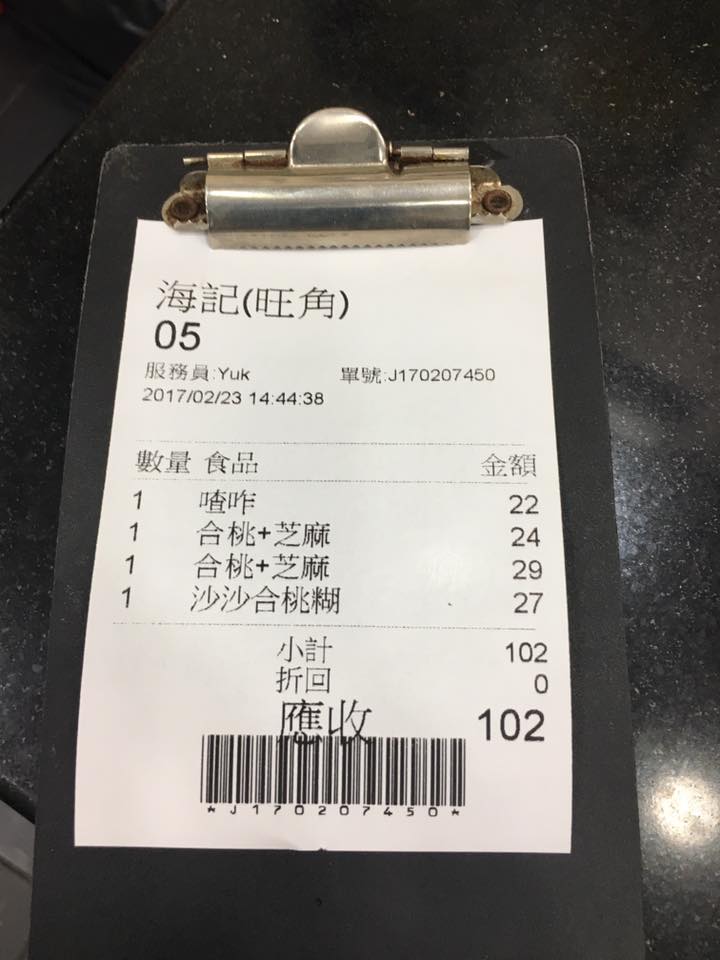 海記(旺角)
05
服務員:Yuk 單號:J170207450
2017/02/23 14:44:38
數量 食品 金額
1 喳咋 22
1 合桃+芝麻 24
1 合桃+芝麻 29
1 沙沙合桃糊 27
小計 102
折回 0
應收 102
*J170207450*